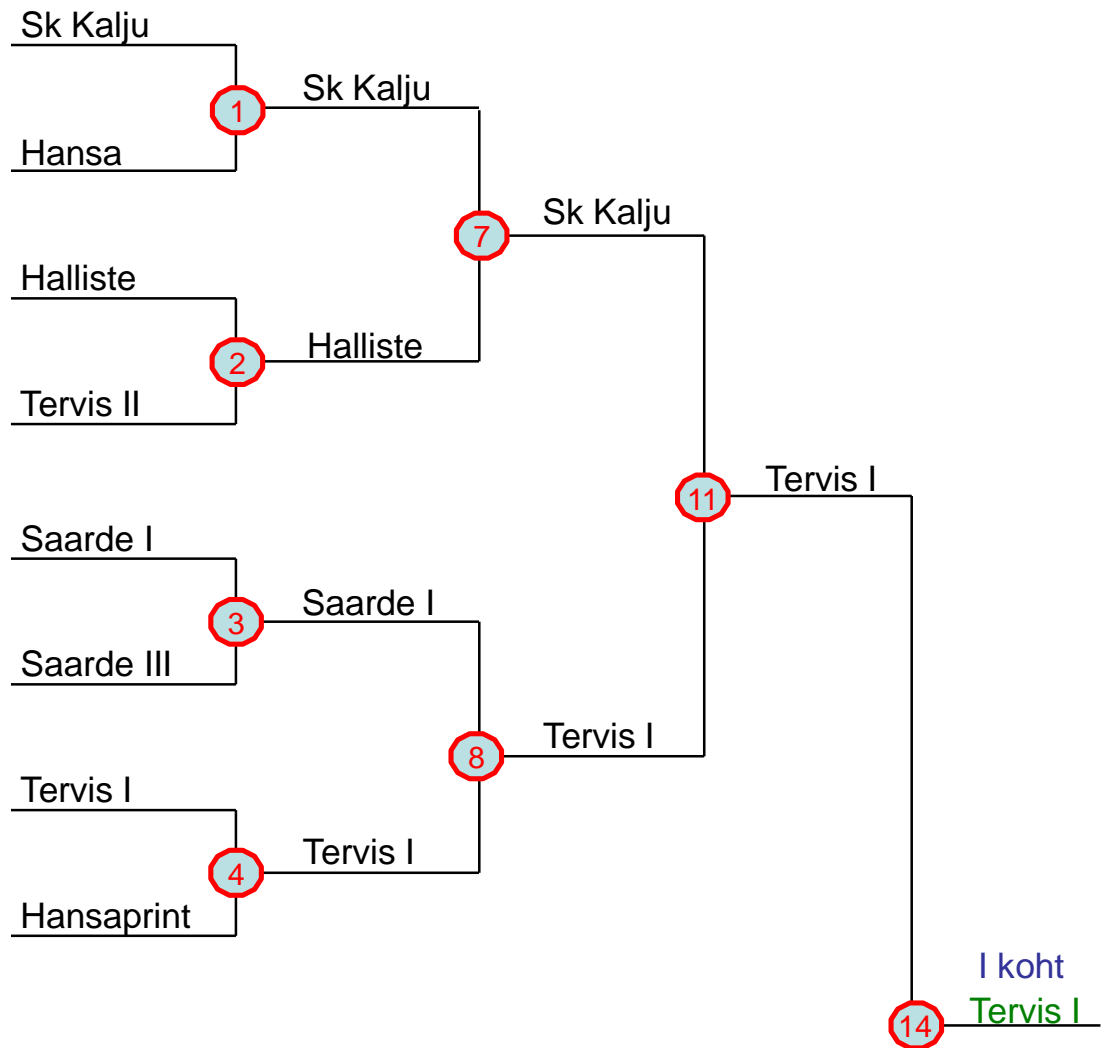 Sk Kalju
1
Sk Kalju
Hansa
7
Sk Kalju
Halliste
2
Halliste
Tervis II
11
Tervis I
Saarde I
3
Saarde I
Saarde III
8
Tervis I
Tervis I
4
Tervis I
Hansaprint
I koht
14
Tervis I